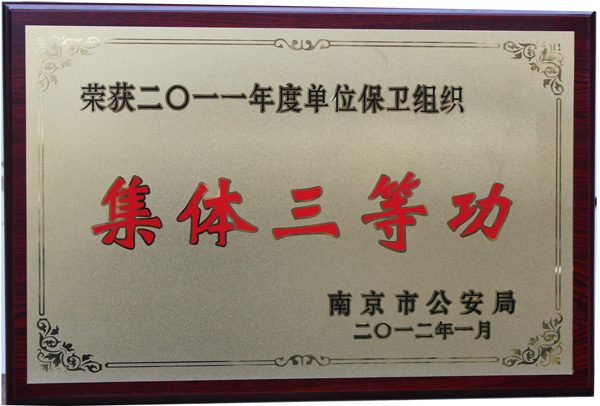 荣获二〇一一年度单位保卫组织
集体三等功
南京市公安局
二〇一二年一月